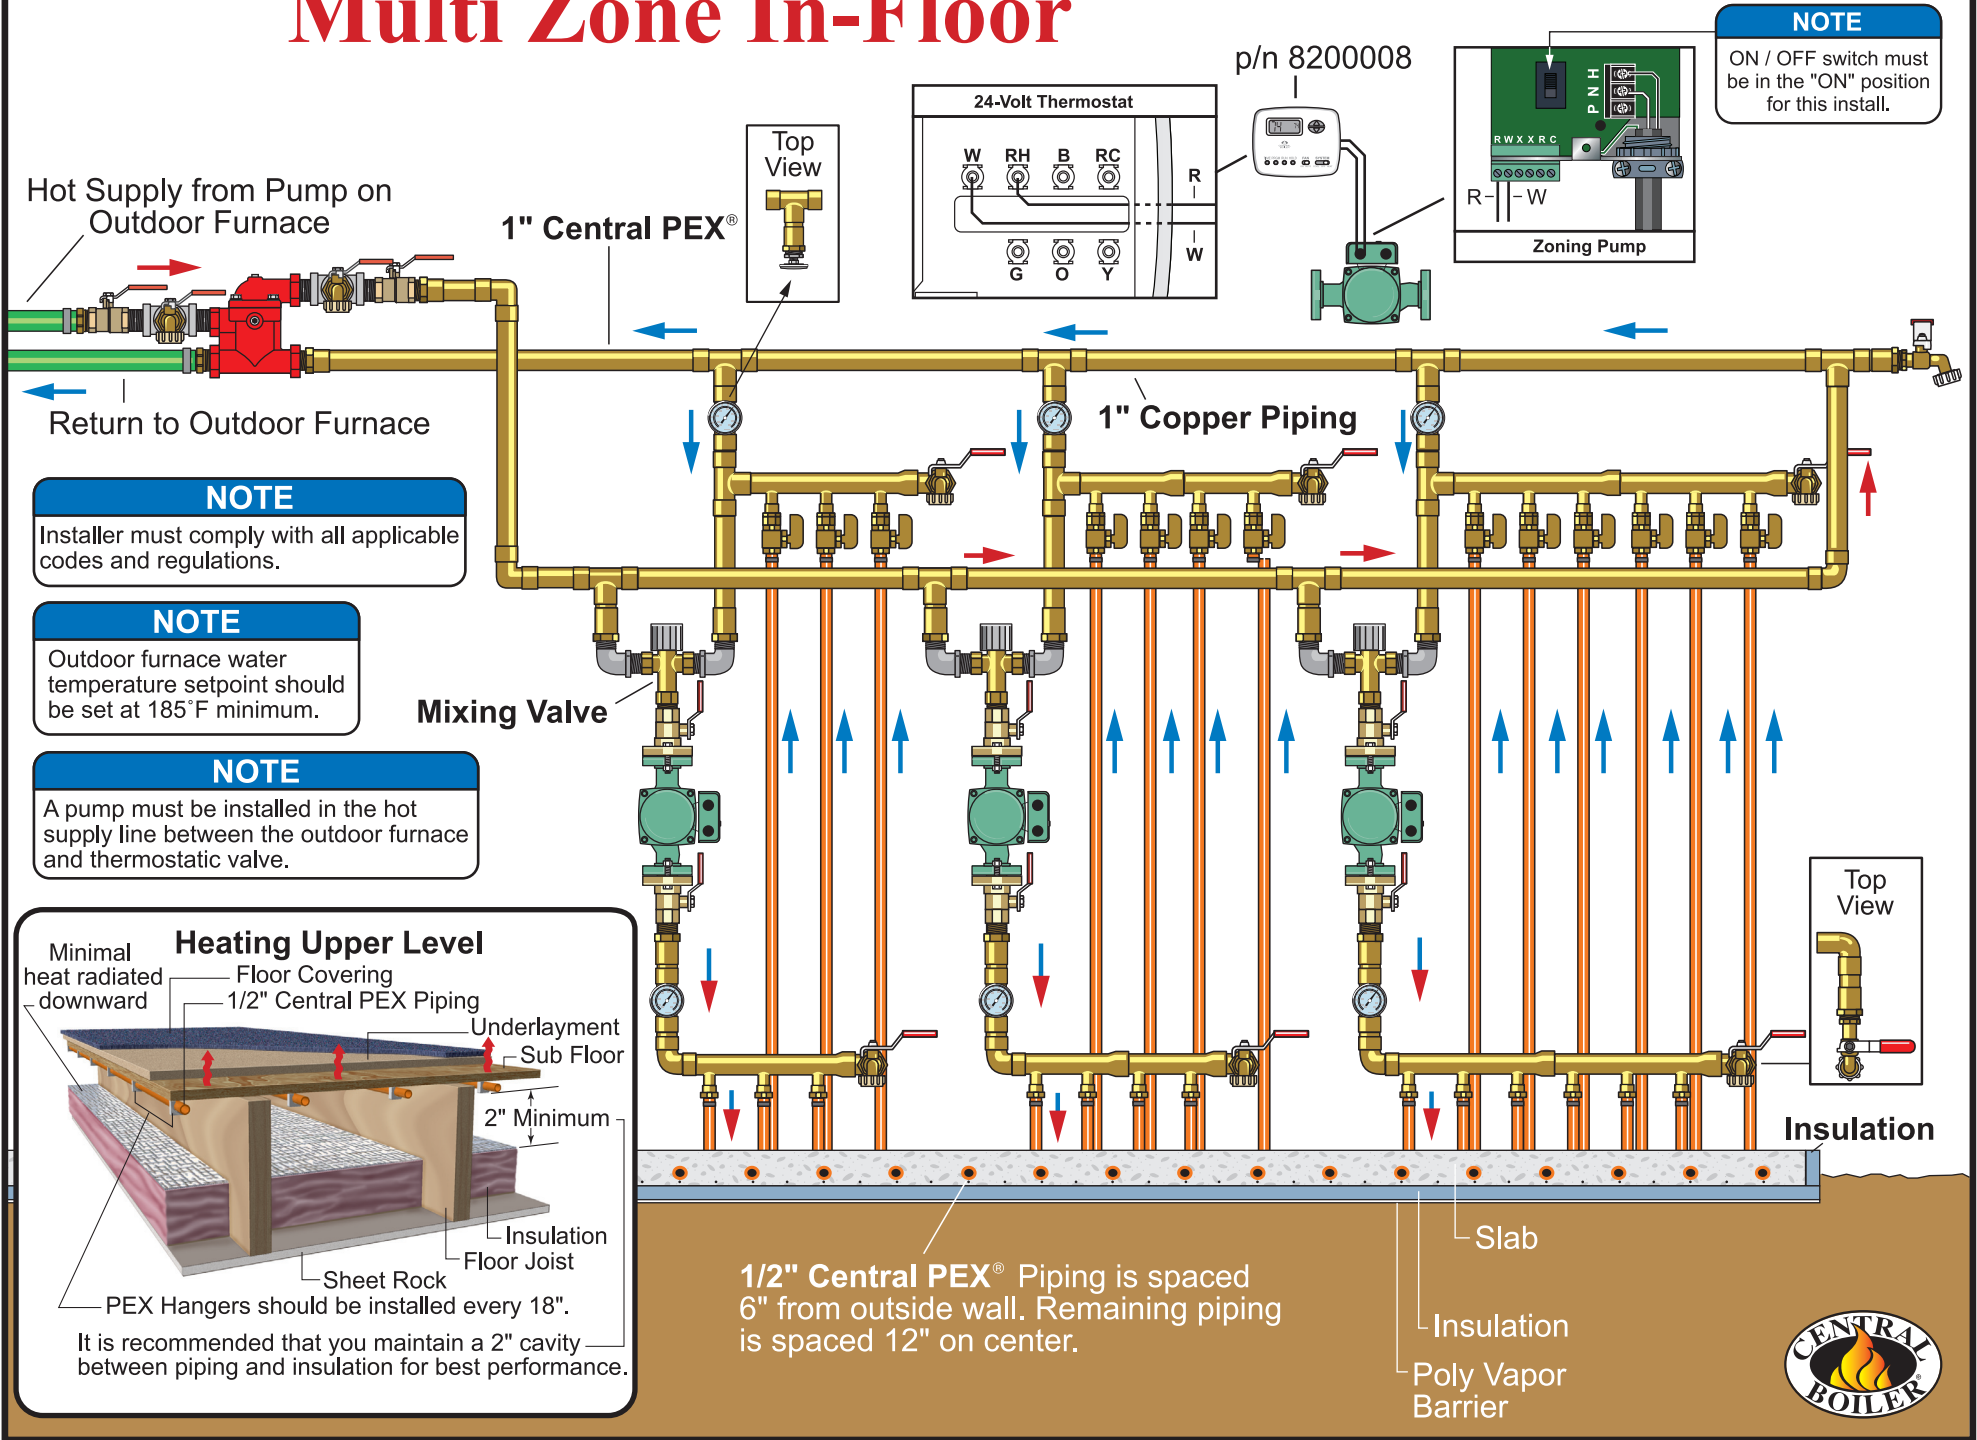 Multi Zone In-Floor
NOTE
ON / OFF switch must
be in the "ON" position
for this install.
p/n 8200008
24-Volt Thermostat
W RH B RC
R
W
G O Y
P N H
R W X X R C
R W
Zoning Pump
Top
View
Hot Supply from Pump on
Outdoor Furnace
1" Central PEX®
Return to Outdoor Furnace
1" Copper Piping
NOTE
Installer must comply with all applicable
codes and regulations.
NOTE
Outdoor furnace water
temperature setpoint should
be set at 185°F minimum.
Mixing Valve
NOTE
A pump must be installed in the hot
supply line between the outdoor furnace
and thermostatic valve.
Top
View
Heating Upper Level
Minimal
heat radiated
downward
Floor Covering
1/2" Central PEX Piping
Underlayment
Sub Floor
2" Minimum
Insulation
Floor Joist
Sheet Rock
PEX Hangers should be installed every 18".
It is recommended that you maintain a 2" cavity
between piping and insulation for best performance.
Insulation
Slab
1/2" Central PEX® Piping is spaced
6" from outside wall. Remaining piping
is spaced 12" on center.
Insulation
Poly Vapor
Barrier
CENTRAL
BOILER®